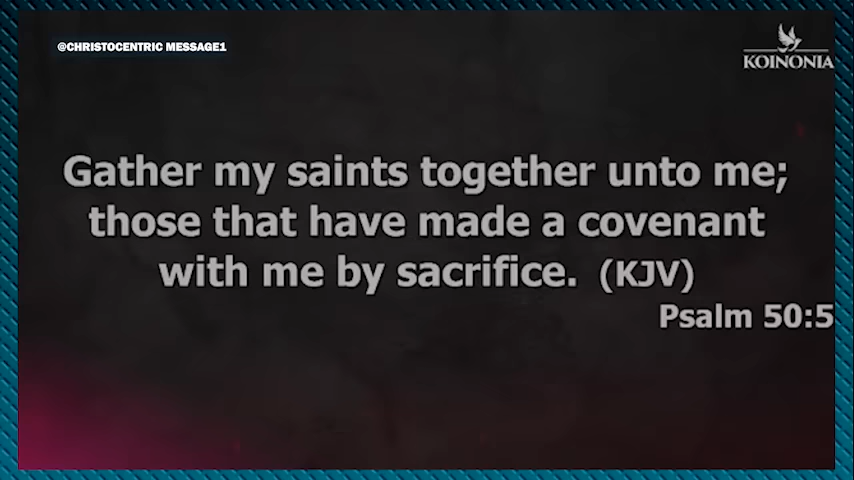 @CHRISTOCENTRIC MESSAGE1
KOINONIA
Gather my saints together unto me;
those that have made a covenant
with me by sacrifice. (KJV)
Psalm 50:5